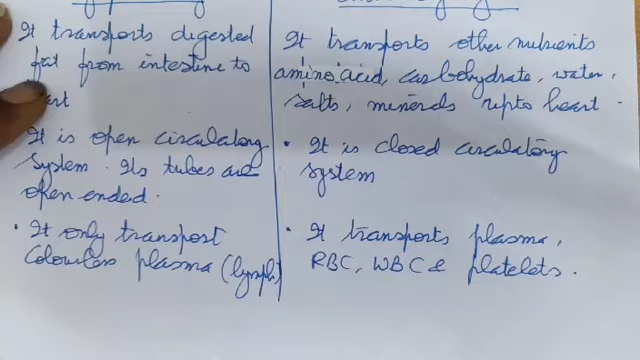 It transports digested
fat from intestine to
It is open circulatory
system. Its tubes are
open ended.
• It only transport
Colourless plasma (lymph)
It transports other nutrients
amino acid, carbohydrate, water,
salts, minerals upto heart.
• It is closed circulatory
system
• It transports plasma,
RBC, WBC & platelets.